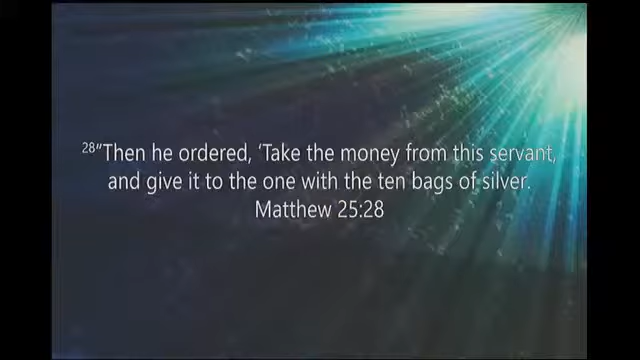 28“Then he ordered, ‘Take the money from this servant,
and give it to the one with the ten bags of silver.
Matthew 25:28